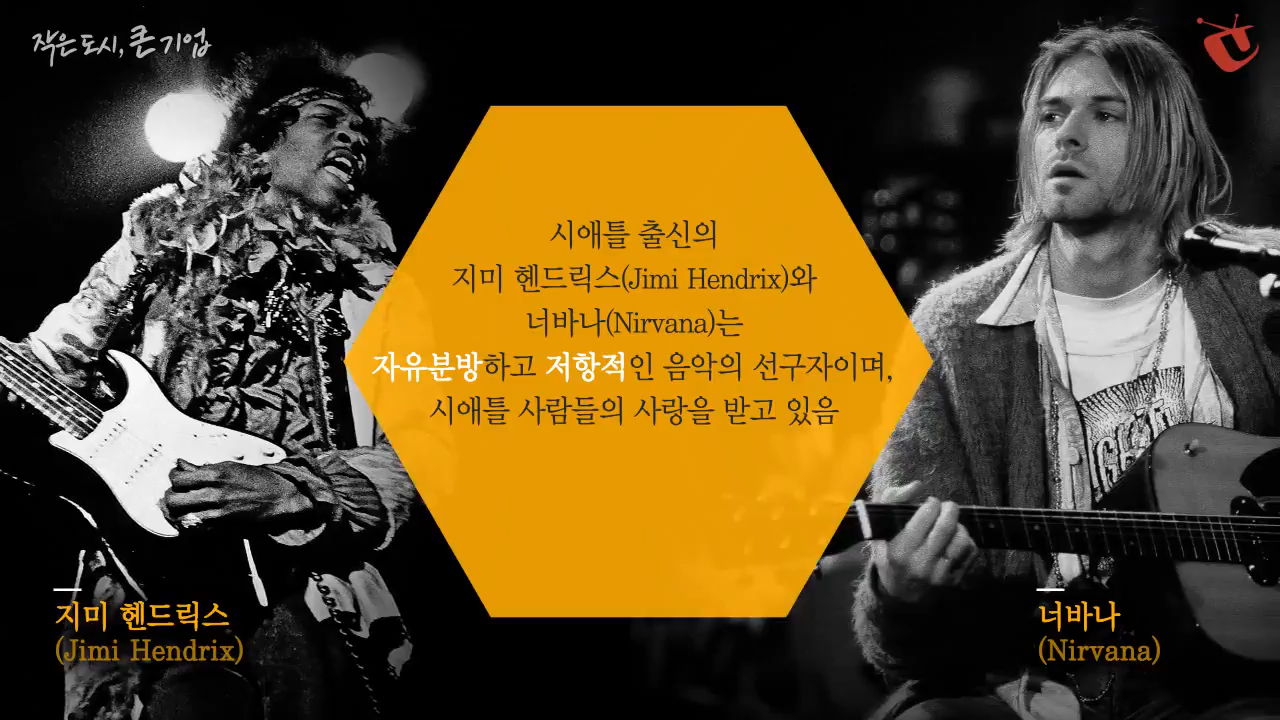 작은 도시, 큰 기업
시애틀 출신의
지미 헨드릭스(Jimi Hendrix)와
너바나(Nirvana)는
자유분방하고 저항적인 음악의 선구자이며,
시애틀 사람들의 사랑을 받고 있음
지미 헨드릭스
(Jimi Hendrix)
너바나
(Nirvana)